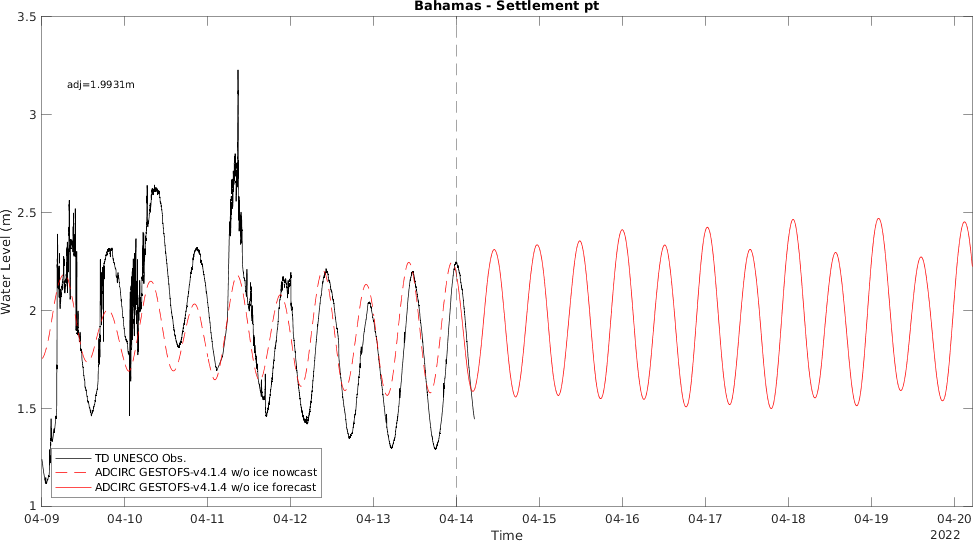 Bahamas - Settlement pt
3.5
adj=1.9931m
3
2.5
Water Level (m)
2
1.5
TD UNESCO Obs.
ADCIRC GESTOFS-v4.1.4 w/o ice nowcast
ADCIRC GESTOFS-v4.1.4 w/o ice forecast
1
04-09 04-10 04-11 04-12 04-13 04-14 04-15 04-16 04-17 04-18 04-19 04-20
Time
2022